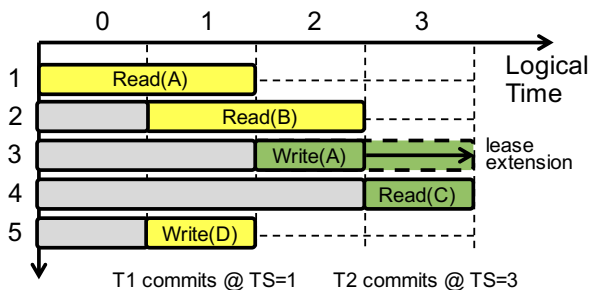 0 1 2 3
Logical
Time
1 Read(A)
2 Read(B)
3 Write(A) lease
extension
4 Read(C)
5 Write(D)
T1 commits @ TS=1 T2 commits @ TS=3